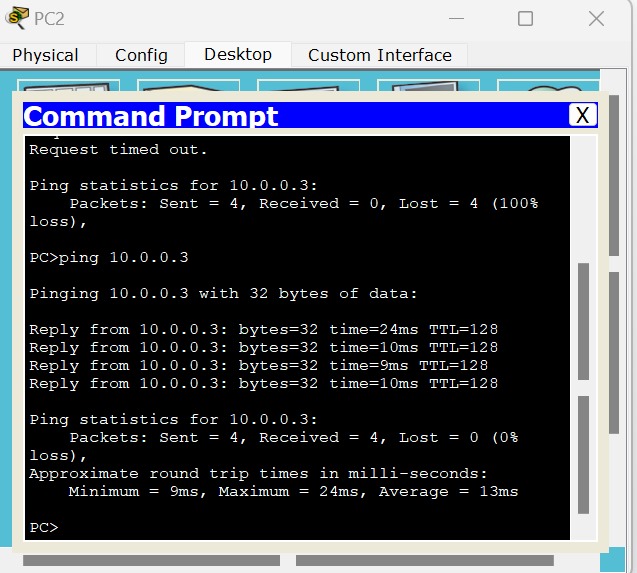 PC2
Physical Config Desktop Custom Interface
Command Prompt X
Request timed out.
Ping statistics for 10.0.0.3:
Packets: Sent = 4, Received = 0, Lost = 4 (100%
loss),
PC>ping 10.0.0.3
Pinging 10.0.0.3 with 32 bytes of data:
Reply from 10.0.0.3: bytes=32 time=24ms TTL=128
Reply from 10.0.0.3: bytes=32 time=10ms TTL=128
Reply from 10.0.0.3: bytes=32 time=9ms TTL=128
Reply from 10.0.0.3: bytes=32 time=10ms TTL=128
Ping statistics for 10.0.0.3:
Packets: Sent = 4, Received = 4, Lost = 0 (0%
loss),
Approximate round trip times in milli-seconds:
Minimum = 9ms, Maximum = 24ms, Average = 13ms
PC>